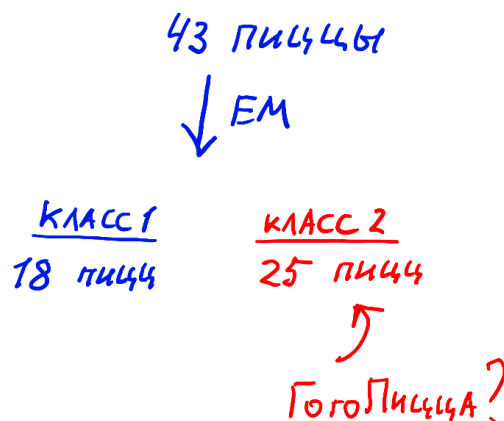 43 ПИЦЦЫ
ЕМ
КЛАСС 1
18 ПИЦЦ
КЛАСС 2
25 ПИЦЦ
ГогоПиццА?